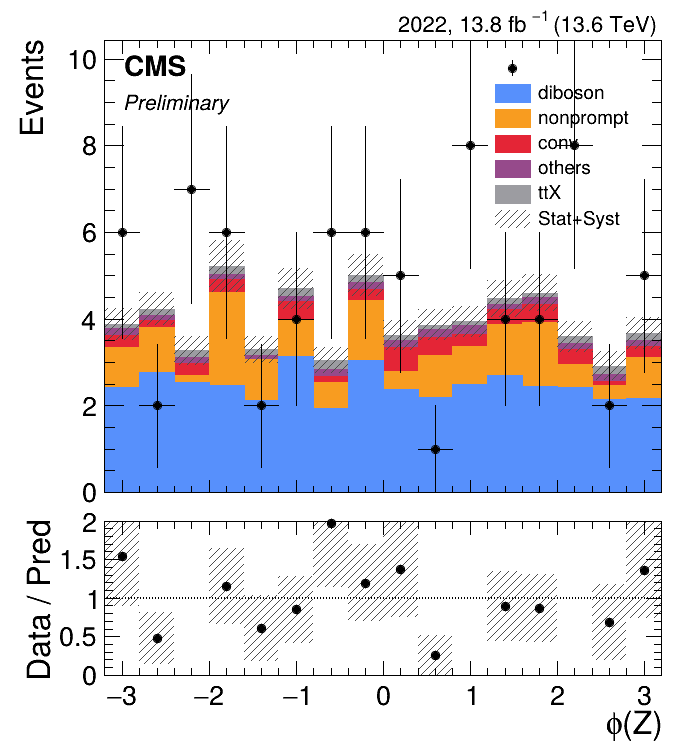 2022, 13.8 fb⁻¹ (13.6 TeV)
CMS
Preliminary
Events
10
8
6
4
2
0
diboson
nonprompt
conv
others
ttX
Stat+Syst
Data / Pred
2
1.5
1
0.5
0
−3 −2 −1 0 1 2 3
ϕ(Z)